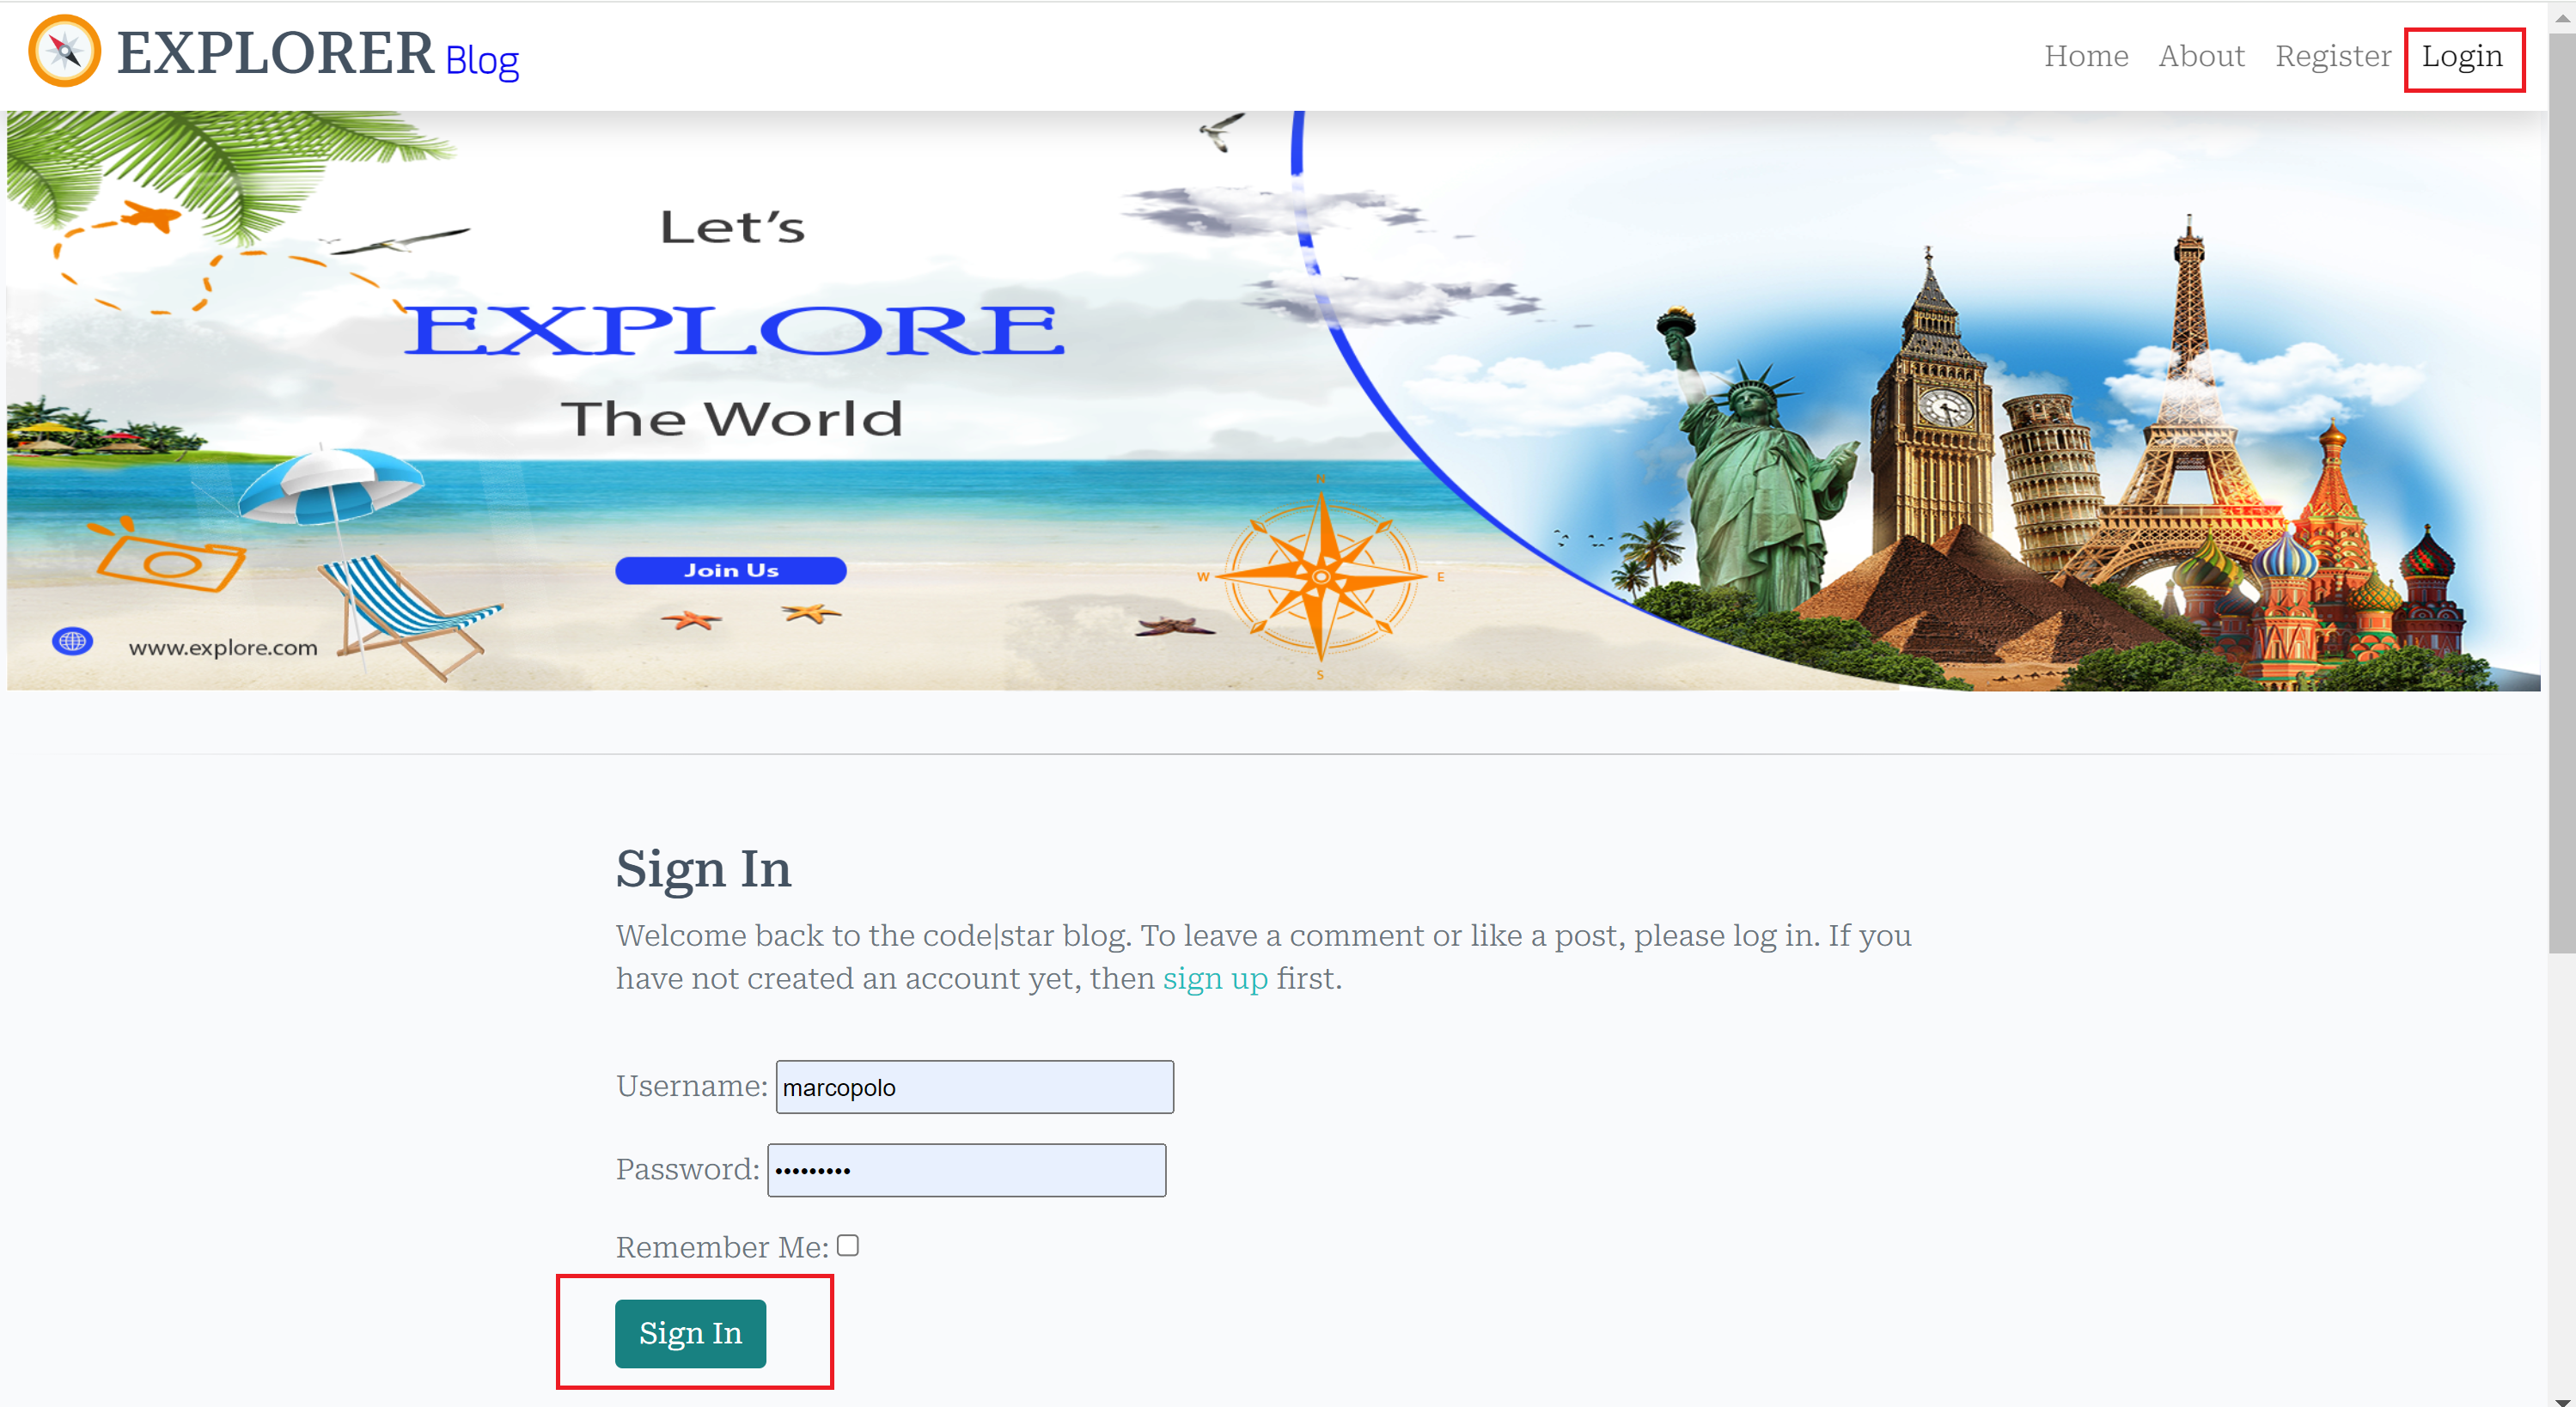 EXPLORER Blog
Home About Register Login
Let's
EXPLORE
The World
Join Us
N
W E
S
www.explore.com
Sign In
Welcome back to the code|star blog. To leave a comment or like a post, please log in. If you
have not created an account yet, then sign up first.
Username: marcopolo
Password: •••••••••
Remember Me:
Sign In